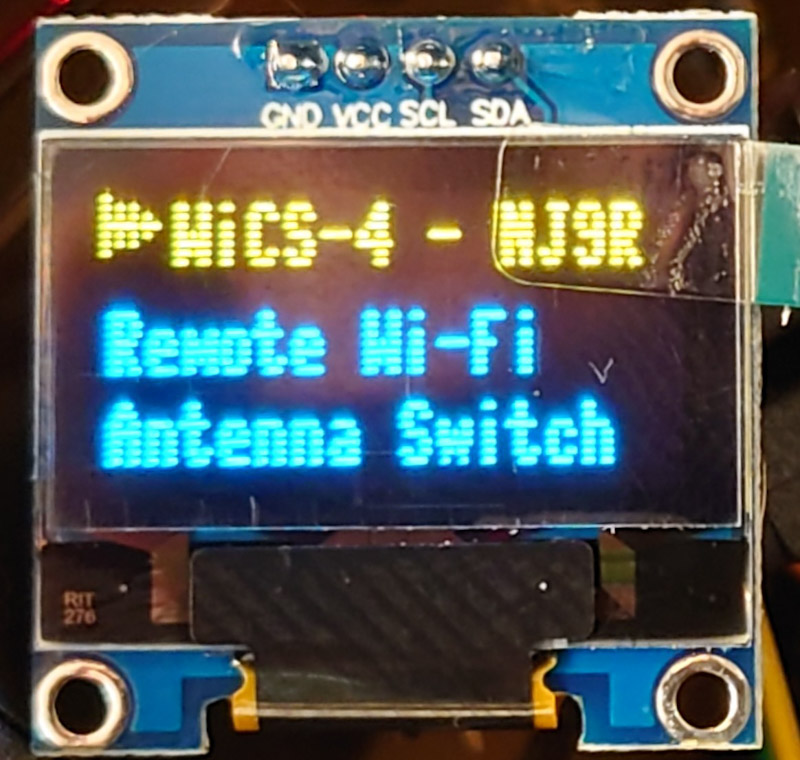 GND VCC SCL SDA
WiCS-4 - NJ9R
Remote Wi-Fi
Antenna Switch
RIT
276